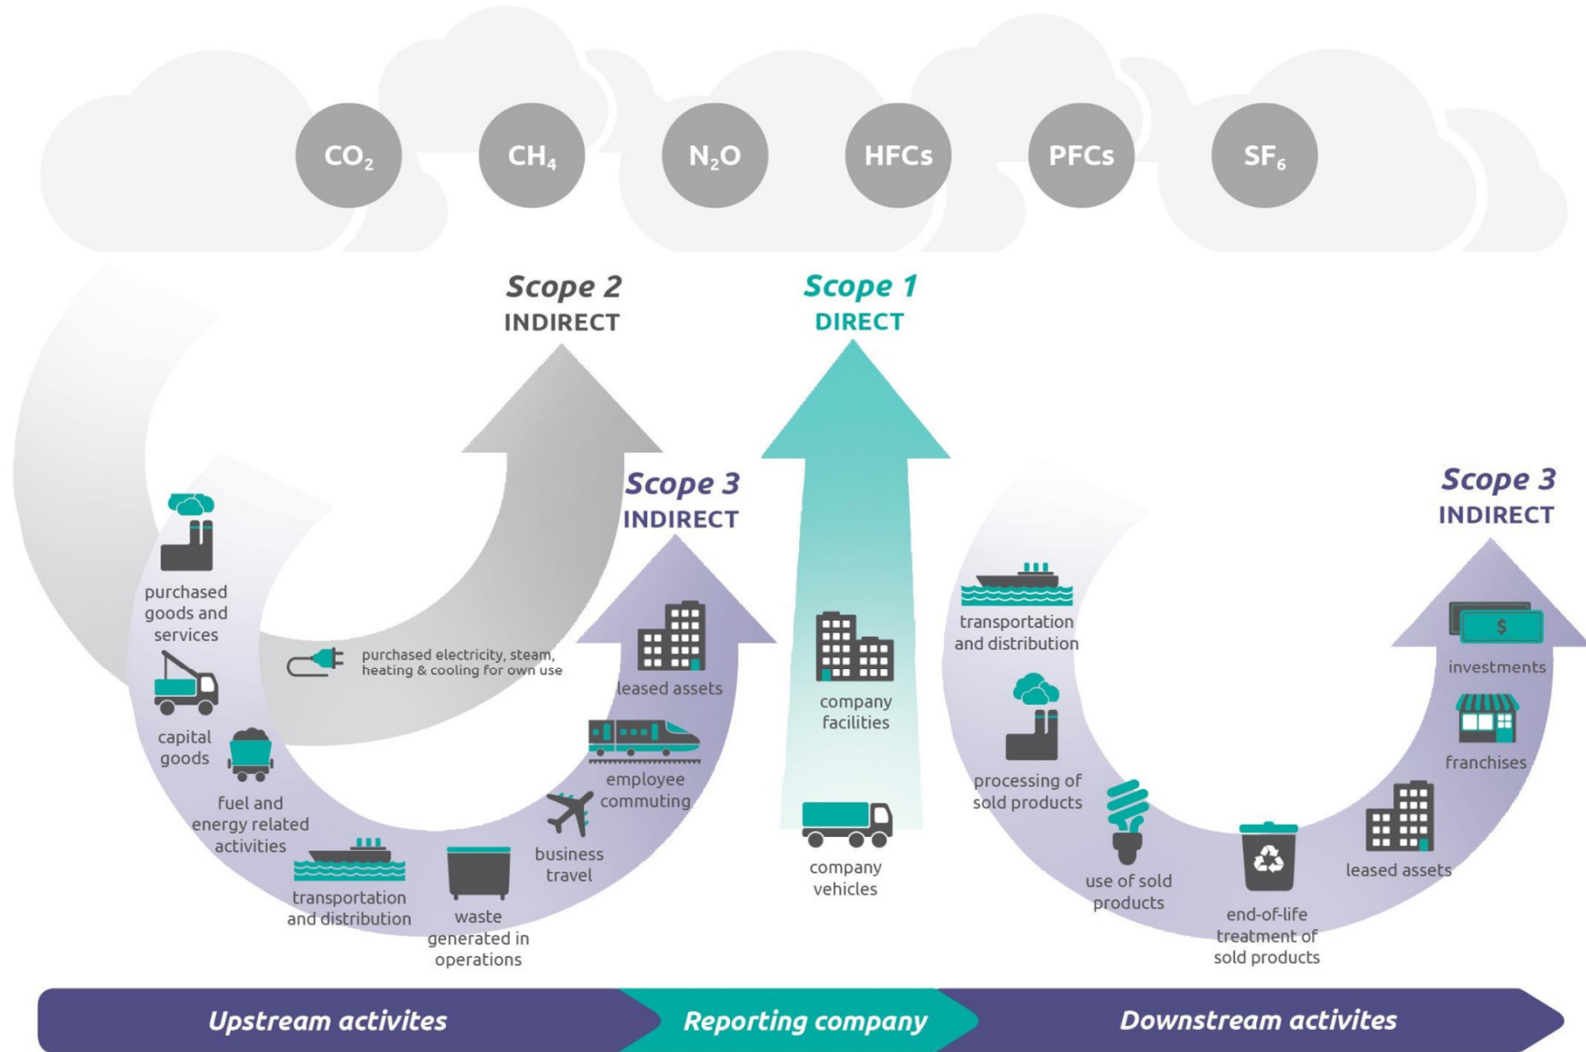 CO₂
CH₄
N₂O
HFCs
PFCs
SF₆
Scope 2
INDIRECT
Scope 1
DIRECT
Scope 3
INDIRECT
Scope 3
INDIRECT
purchased
goods and
services
capital
goods
fuel and
energy related
activities
transportation
and distribution
waste
generated in
operations
business
travel
employee
commuting
leased assets
purchased electricity, steam,
heating & cooling for own use
company
facilities
company
vehicles
transportation
and distribution
processing of
sold products
use of sold
products
end-of-life
treatment of
sold products
leased assets
franchises
$
investments
Upstream activites
Reporting company
Downstream activites